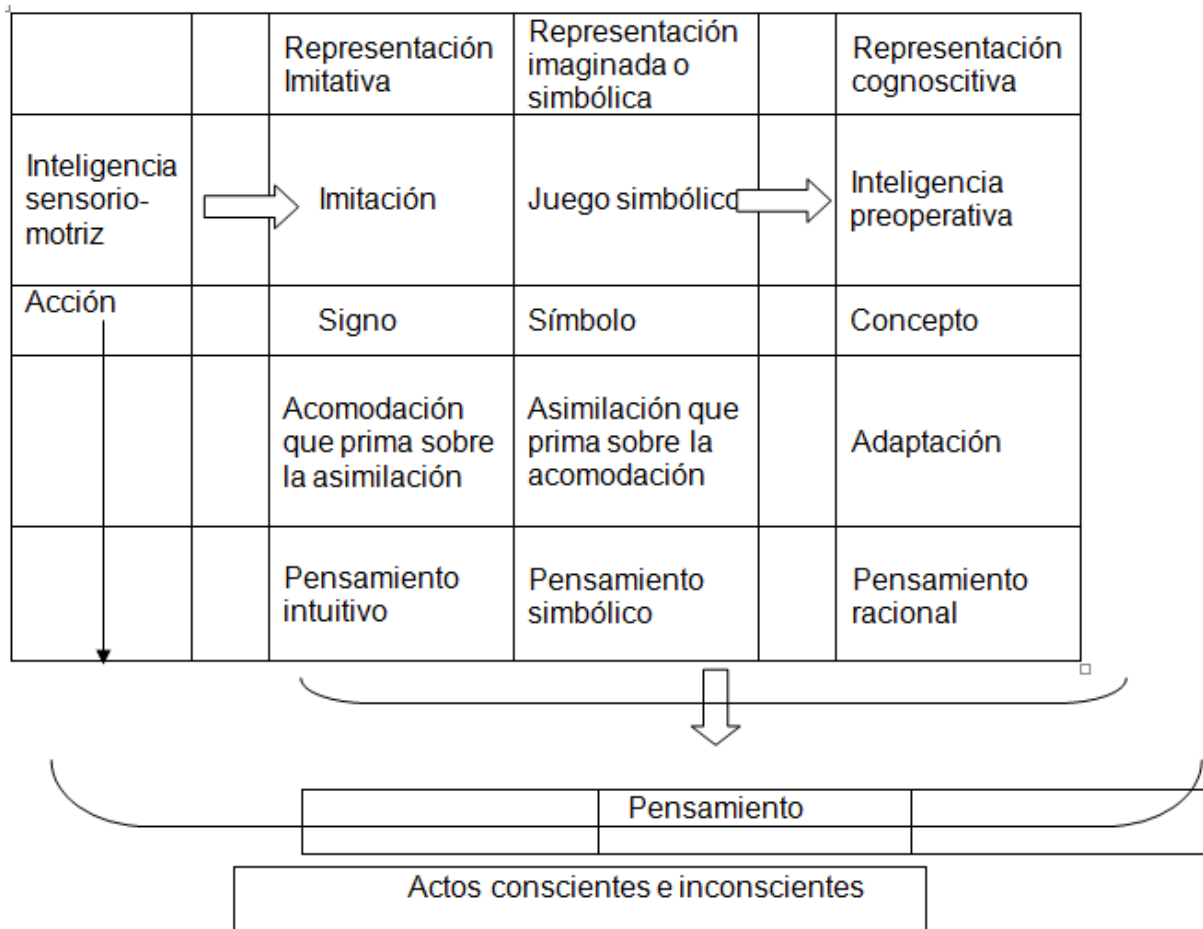 Representación
Imitativa
Representación
imaginada o
simbólica
Representación
cognoscitiva
Inteligencia
sensorio-
motriz
Imitación
Juego simbólico
Inteligencia
preoperativa
Acción
Signo
Símbolo
Concepto
Acomodación
que prima sobre
la asimilación
Asimilación que
prima sobre la
acomodación
Adaptación
Pensamiento
intuitivo
Pensamiento
simbólico
Pensamiento
racional
Pensamiento
Actos conscientes e inconscientes